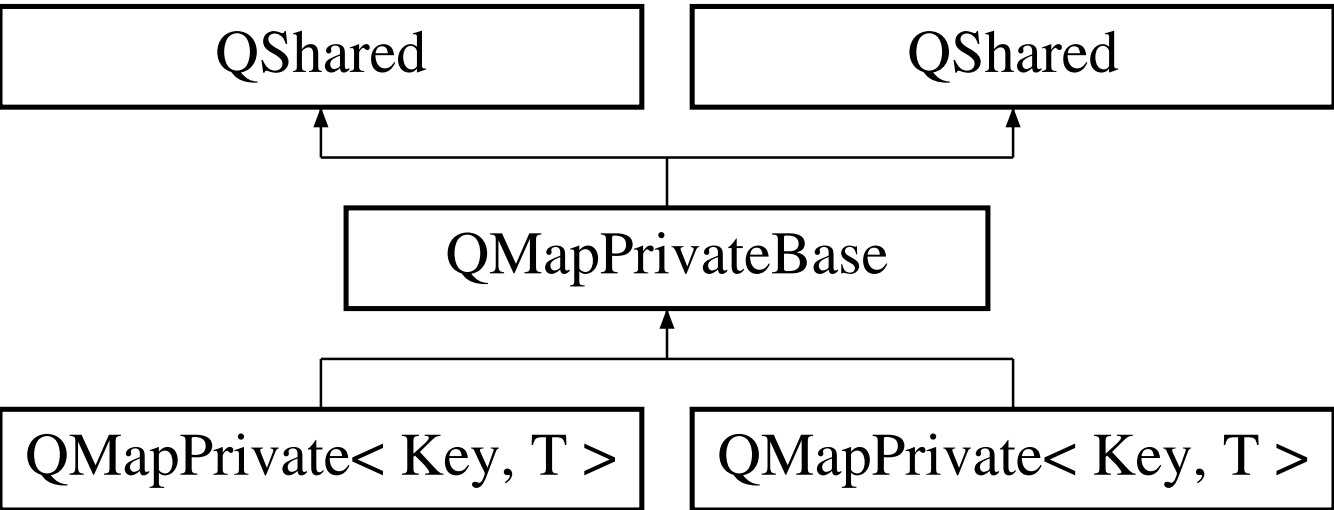 QShared
QShared
QMapPrivateBase
QMapPrivate< Key, T >
QMapPrivate< Key, T >